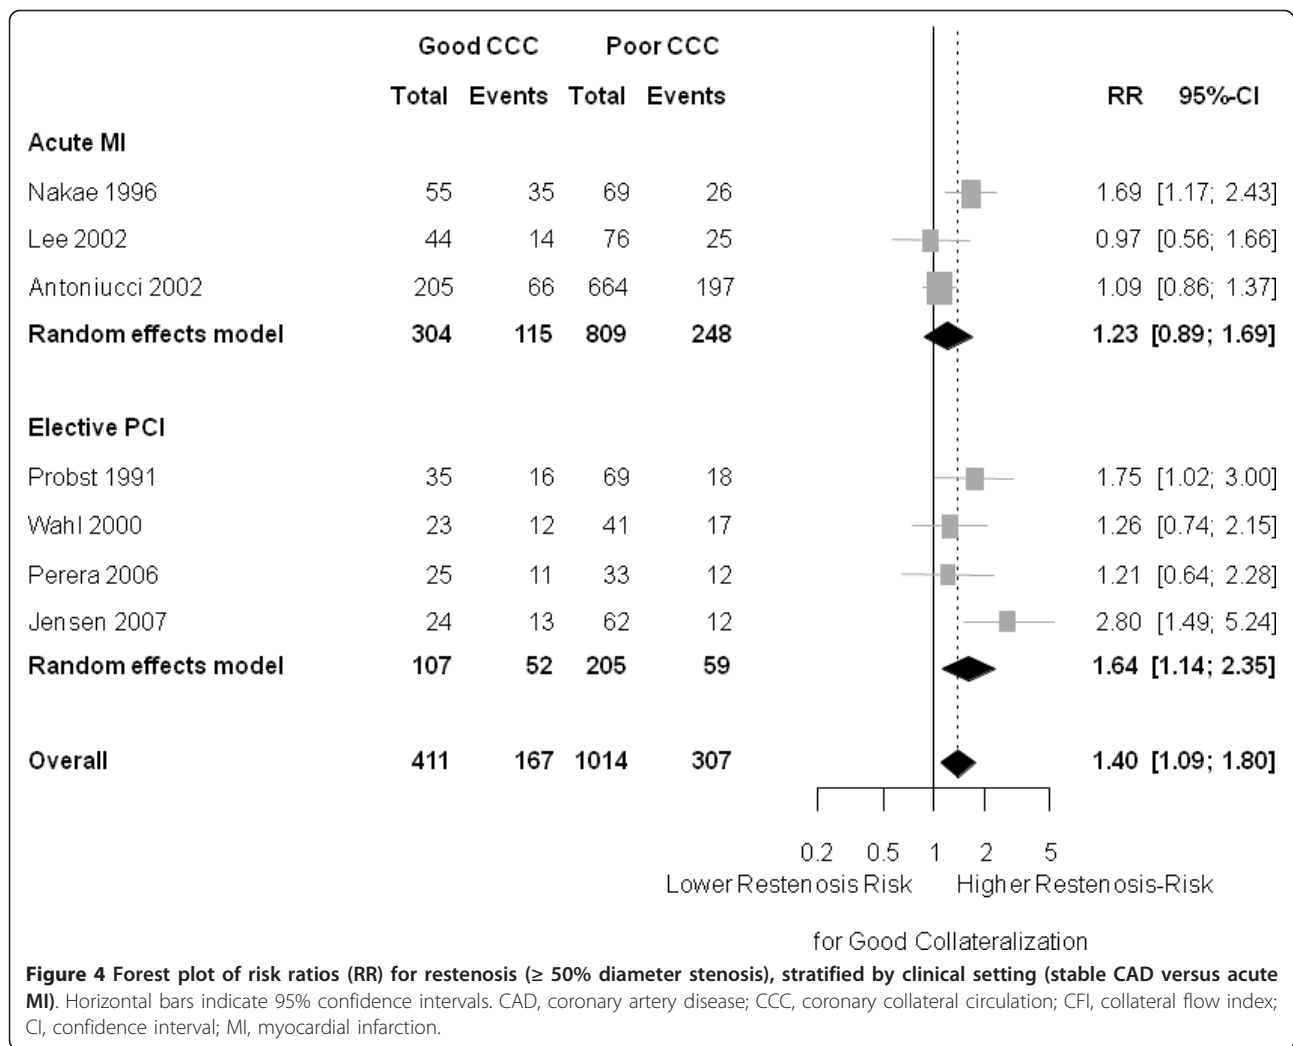 Good CCC Poor CCC
Total Events Total Events RR 95%-CI
Acute MI
Nakae 1996 55 35 69 26 1.69 [1.17; 2.43]
Lee 2002 44 14 76 25 0.97 [0.56; 1.66]
Antoniucci 2002 205 66 664 197 1.09 [0.86; 1.37]
Random effects model 304 115 809 248 1.23 [0.89; 1.69]
Elective PCI
Probst 1991 35 16 69 18 1.75 [1.02; 3.00]
Wahl 2000 23 12 41 17 1.26 [0.74; 2.15]
Perera 2006 25 11 33 12 1.21 [0.64; 2.28]
Jensen 2007 24 13 62 12 2.80 [1.49; 5.24]
Random effects model 107 52 205 59 1.64 [1.14; 2.35]
Overall 411 167 1014 307 1.40 [1.09; 1.80]
0.2 0.5 1 2 5
Lower Restenosis Risk Higher Restenosis-Risk
for Good Collateralization
Figure 4 Forest plot of risk ratios (RR) for restenosis (≥ 50% diameter stenosis), stratified by clinical setting (stable CAD versus acute
MI). Horizontal bars indicate 95% confidence intervals. CAD, coronary artery disease; CCC, coronary collateral circulation; CFI, collateral flow index;
CI, confidence interval; MI, myocardial infarction.